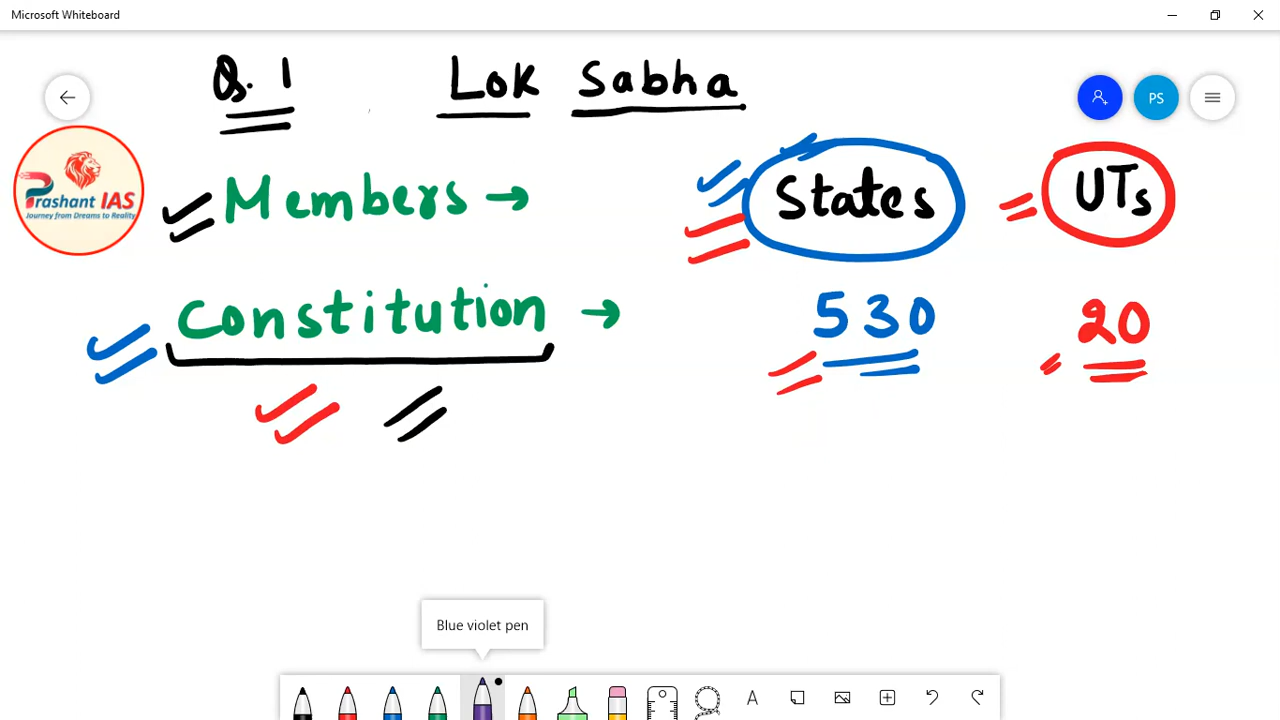 Microsoft Whiteboard
Q. 1 Lok Sabha
PS
Prashant IAS
Journey from Dreams to Reality
Members → States UTs
Constitution → 530 20
Blue violet pen
A